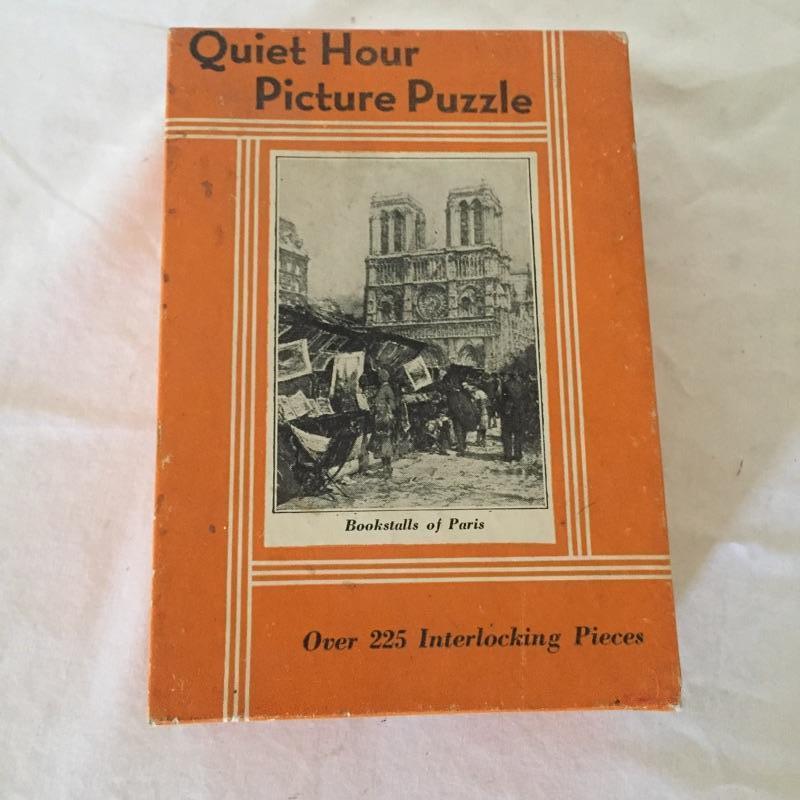 Quiet Hour
Picture Puzzle
Bookstalls of Paris
Over 225 Interlocking Pieces